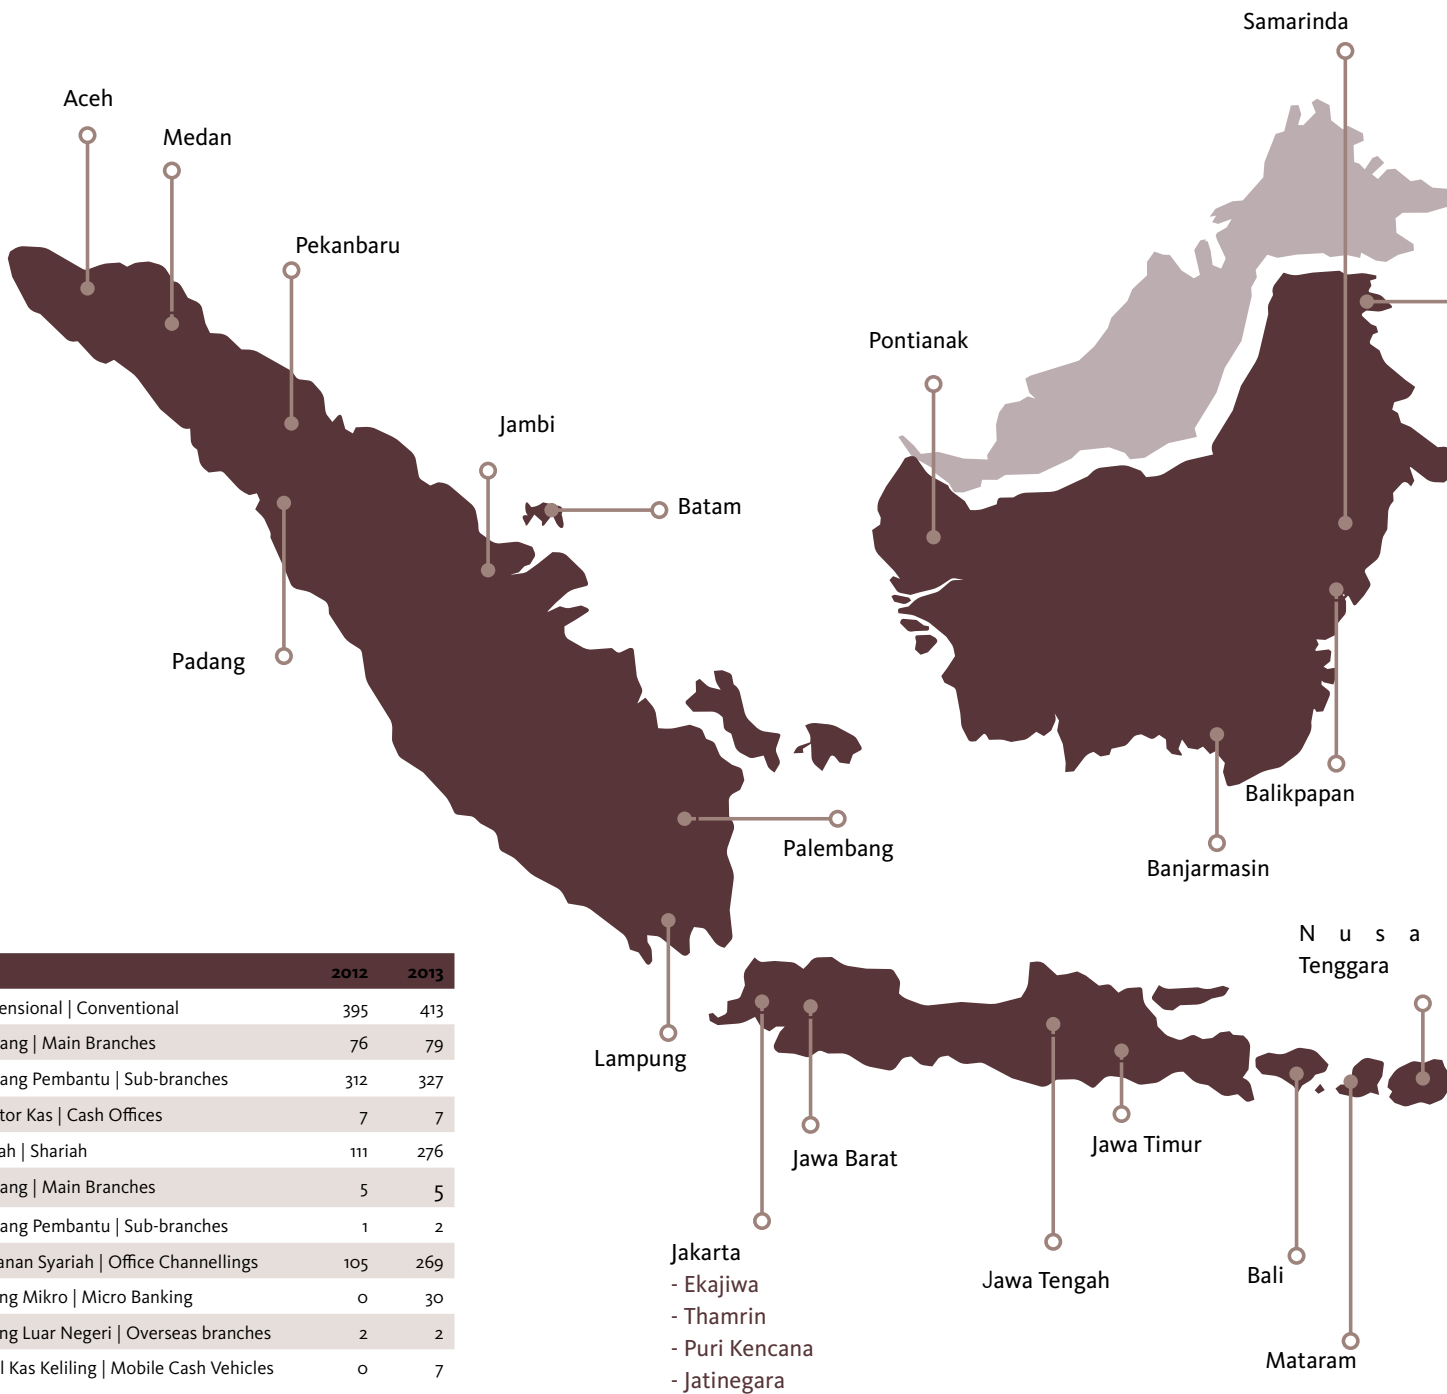 Samarinda
Aceh
Medan
Pekanbaru
Pontianak
Jambi
Batam
Padang
Balikpapan
Palembang
Banjarmasin
Nusa
Tenggara
Lampung
Jawa Barat
Jawa Timur
Jakarta
- Ekajiwa
- Thamrin
- Puri Kencana
- Jatinegara
Jawa Tengah
Bali
Mataram
2012 2013
ensional | Conventional 395 413
ang | Main Branches 76 79
ang Pembantu | Sub-branches 312 327
tor Kas | Cash Offices 7 7
ah | Shariah 111 276
ang | Main Branches 5 5
ang Pembantu | Sub-branches 1 2
anan Syariah | Office Channellings 105 269
ng Mikro | Micro Banking 0 30
ng Luar Negeri | Overseas branches 2 2
l Kas Keliling | Mobile Cash Vehicles 0 7